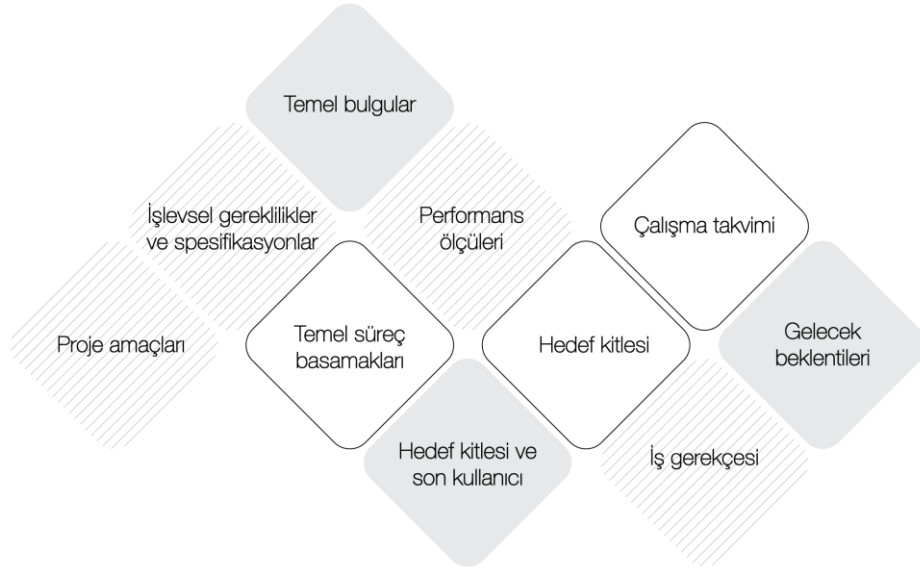 Temel bulgular
İşlevsel gereklilikler
ve spesifikasyonlar
Performans
ölçüleri
Çalışma takvimi
Proje amaçları
Temel süreç
basamakları
Hedef kitlesi
Gelecek
beklentileri
Hedef kitlesi ve
son kullanıcı
İş gerekçesi